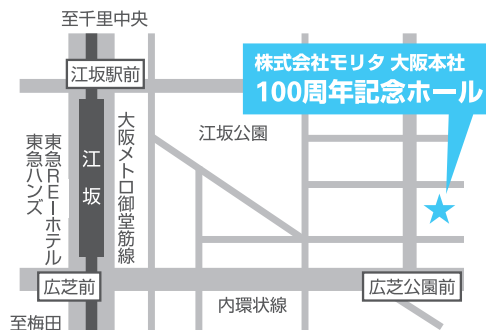 至千里中央
江坂駅前
株式会社モリタ 大阪本社
100周年記念ホール
江坂公園
大阪メトロ御堂筋線
江坂
東急REIホテル
東急ハンズ
広芝前
広芝公園前
内環状線
至梅田